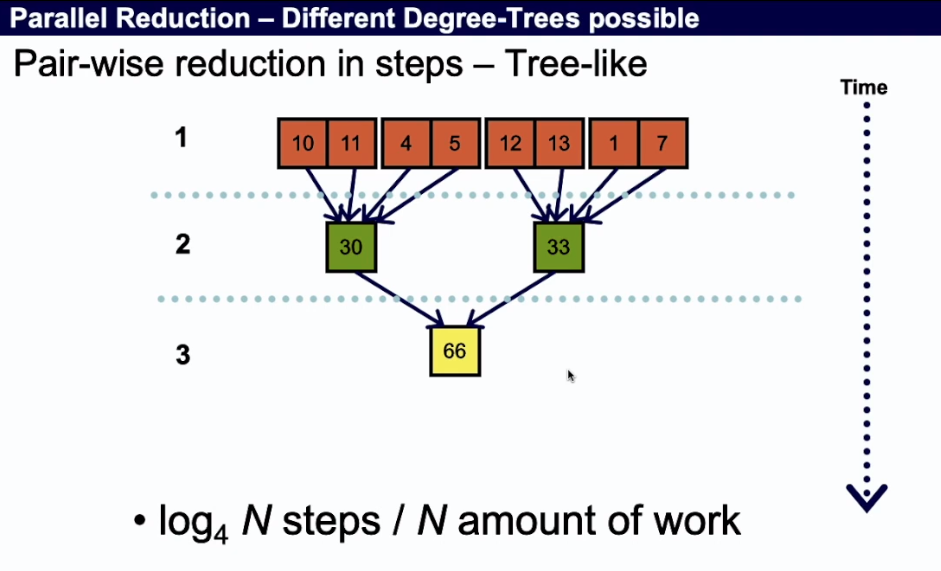 Parallel Reduction – Different Degree-Trees possible
Pair-wise reduction in steps – Tree-like
Time
1
10 11 4 5 12 13 1 7
2
30 33
3
66
• log₄ N steps / N amount of work